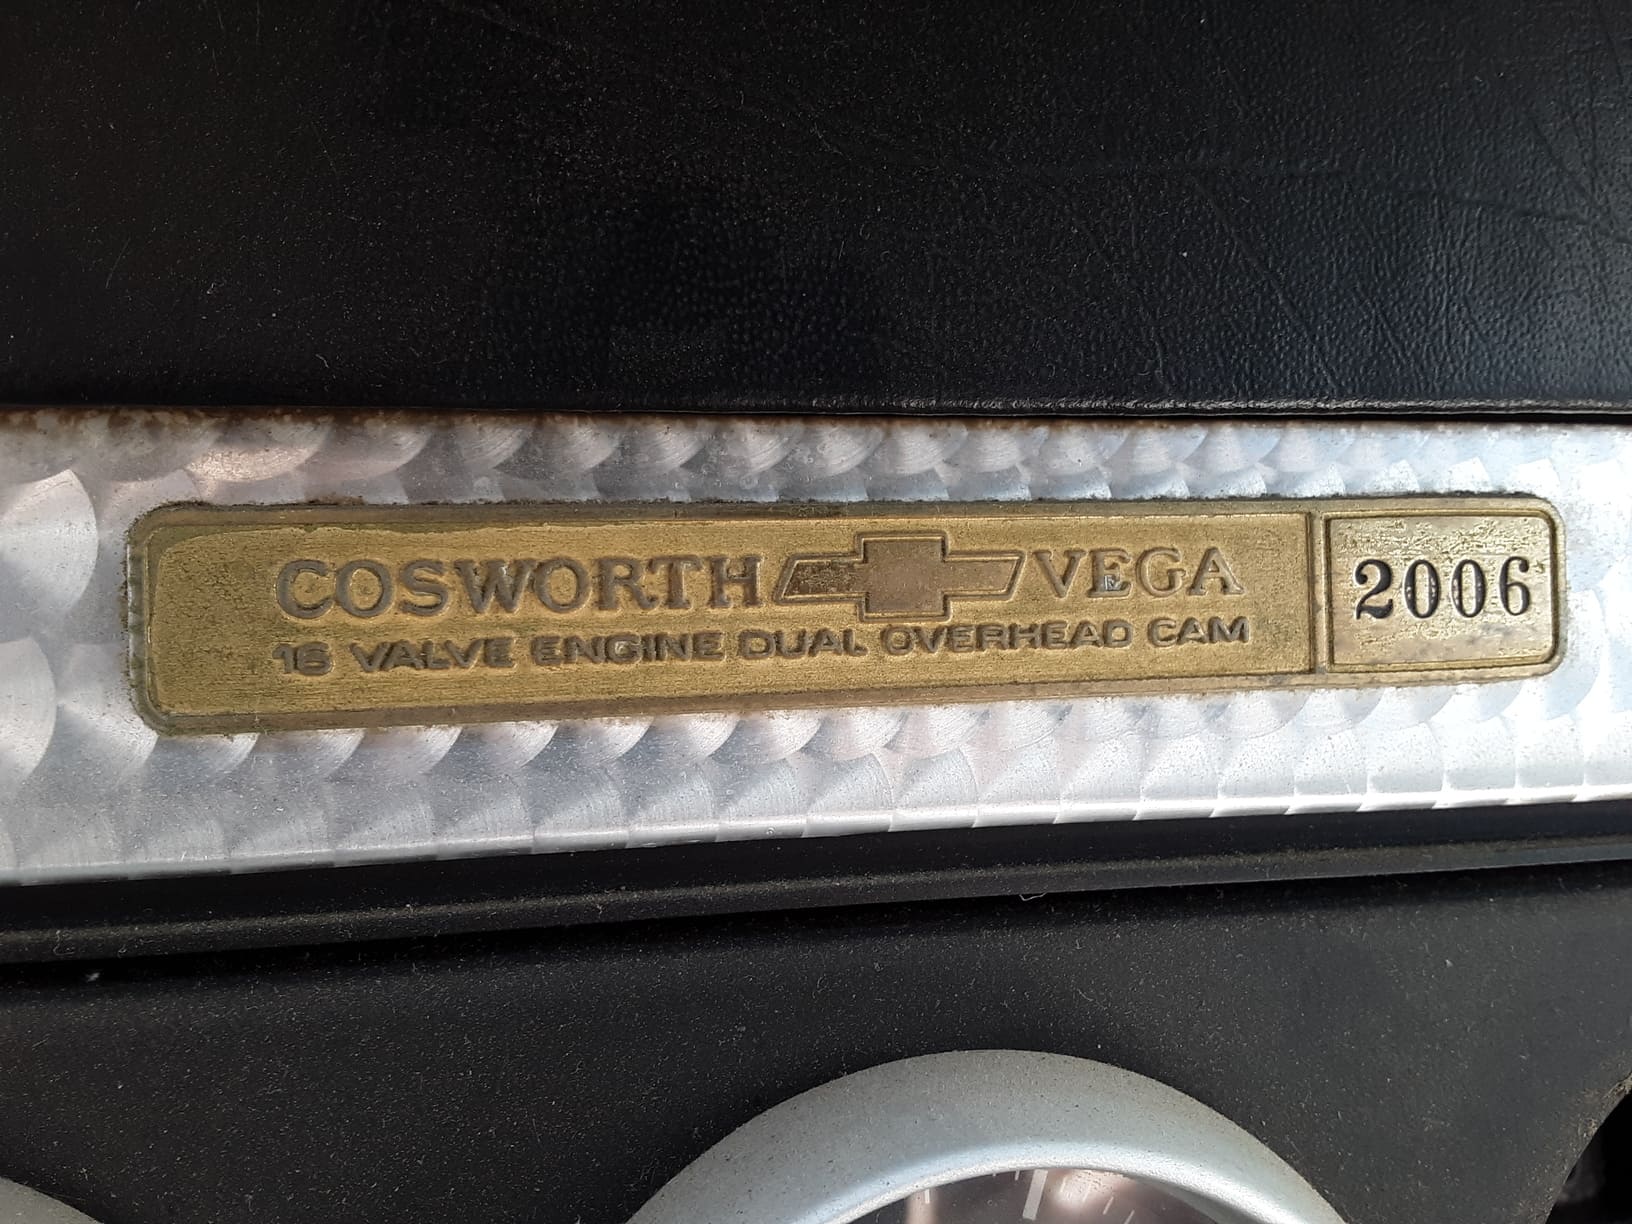 COSWORTH VEGA
16 VALVE ENGINE DUAL OVERHEAD CAM
2006